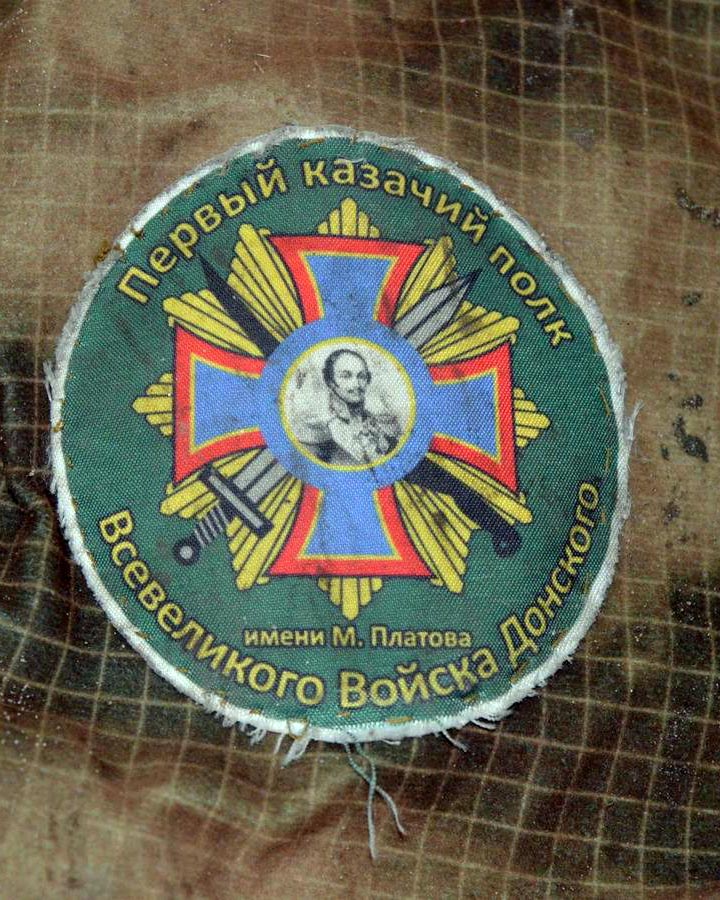 Первый казачий полк
Всевеликого Войска Донского
имени М. Платова